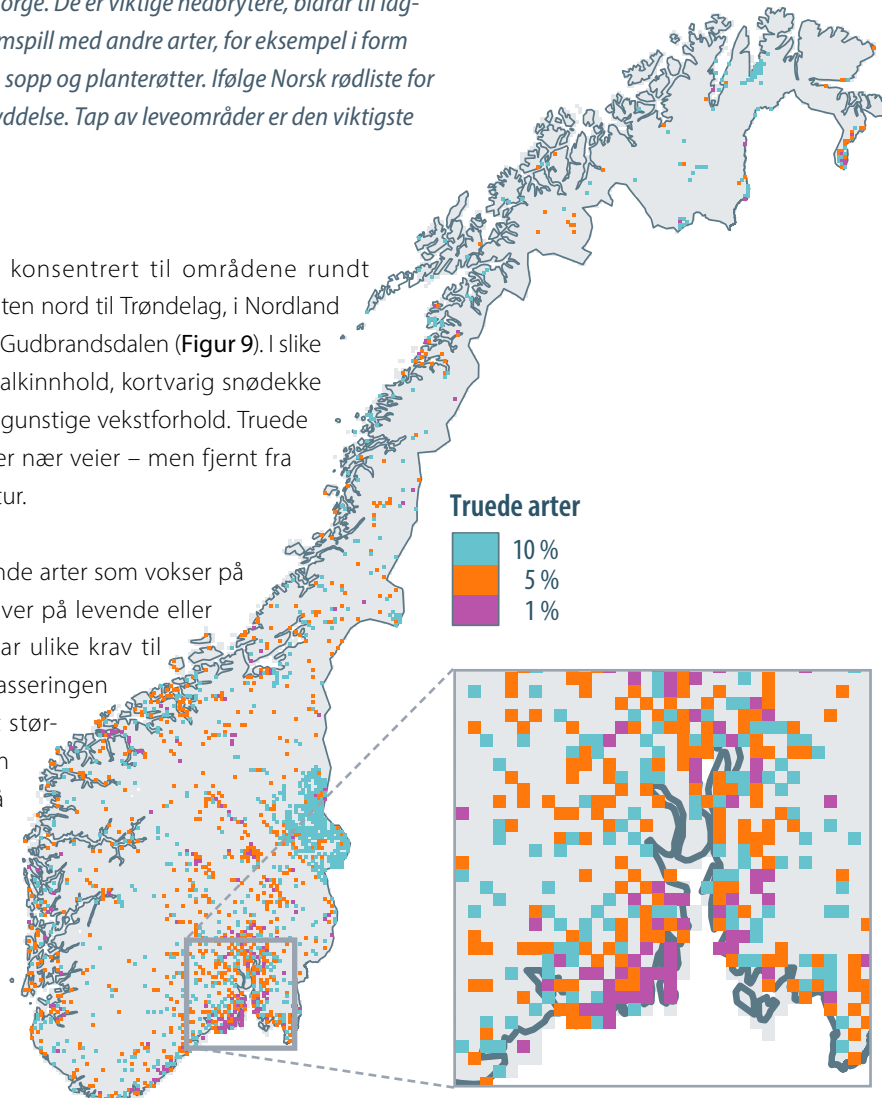 orge. De er viktige nedbrytere, bidrar til lag-
mspill med andre arter, for eksempel i form
sopp og planterøtter. Ifølge Norsk rødliste for
yddelse. Tap av leveområder er den viktigste
konsentrert til områdene rundt
ten nord til Trøndelag, i Nordland
Gudbrandsdalen (Figur 9). I slike
alkinnhold, kortvarig snødekke
gunstige vekstforhold. Truede
er nær veier – men fjernt fra
tur.
nde arter som vokser på
ver på levende eller
ar ulike krav til
asseringen
t stør-
n
å
Truede arter
10 %
5 %
1 %